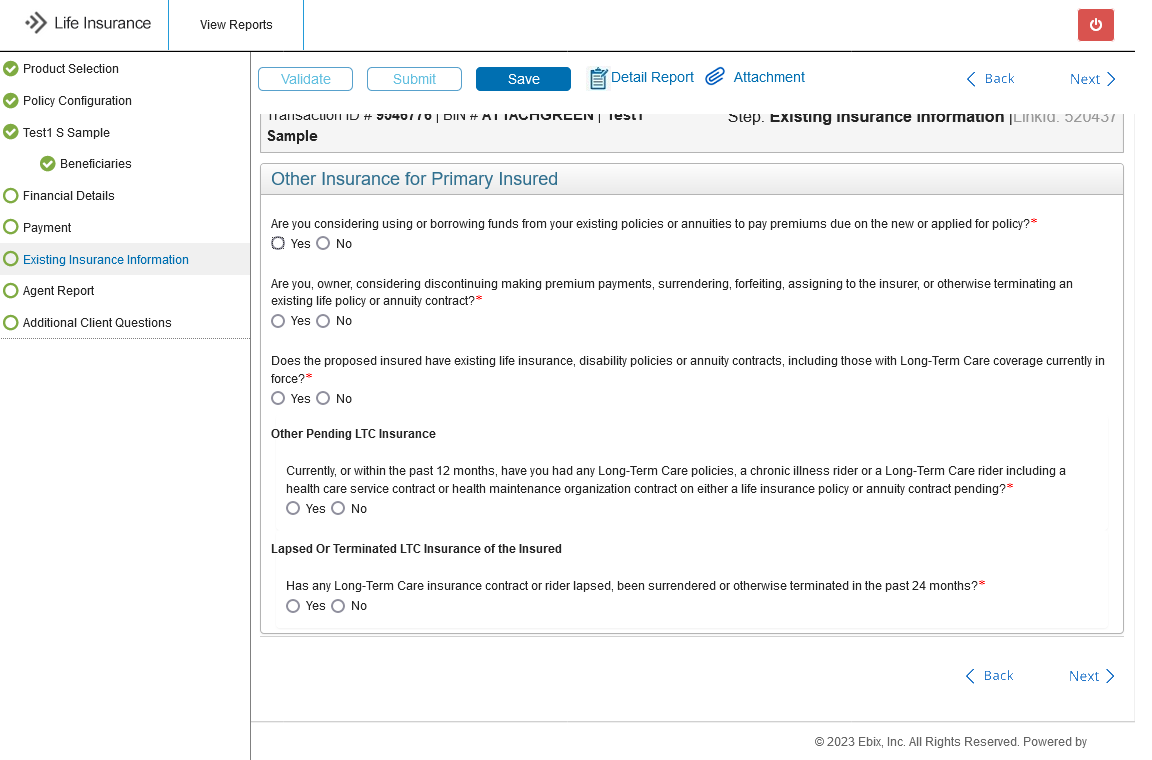 Life Insurance
View Reports
Product Selection
Policy Configuration
Test1 S Sample
Beneficiaries
Financial Details
Payment
Existing Insurance Information
Agent Report
Additional Client Questions
Validate
Submit
Save
Detail Report
Attachment
Back
Next
Transaction ID # 9546776 | BIN # ATTACHGREEN | Test1
Sample
Step: Existing Insurance Information |LinkId: 520437
Other Insurance for Primary Insured
Are you considering using or borrowing funds from your existing policies or annuities to pay premiums due on the new or applied for policy?*
Yes No
Are you, owner, considering discontinuing making premium payments, surrendering, forfeiting, assigning to the insurer, or otherwise terminating an
existing life policy or annuity contract?*
Yes No
Does the proposed insured have existing life insurance, disability policies or annuity contracts, including those with Long-Term Care coverage currently in
force?*
Yes No
Other Pending LTC Insurance
Currently, or within the past 12 months, have you had any Long-Term Care policies, a chronic illness rider or a Long-Term Care rider including a
health care service contract or health maintenance organization contract on either a life insurance policy or annuity contract pending?*
Yes No
Lapsed Or Terminated LTC Insurance of the Insured
Has any Long-Term Care insurance contract or rider lapsed, been surrendered or otherwise terminated in the past 24 months?*
Yes No
Back
Next
© 2023 Ebix, Inc. All Rights Reserved. Powered by